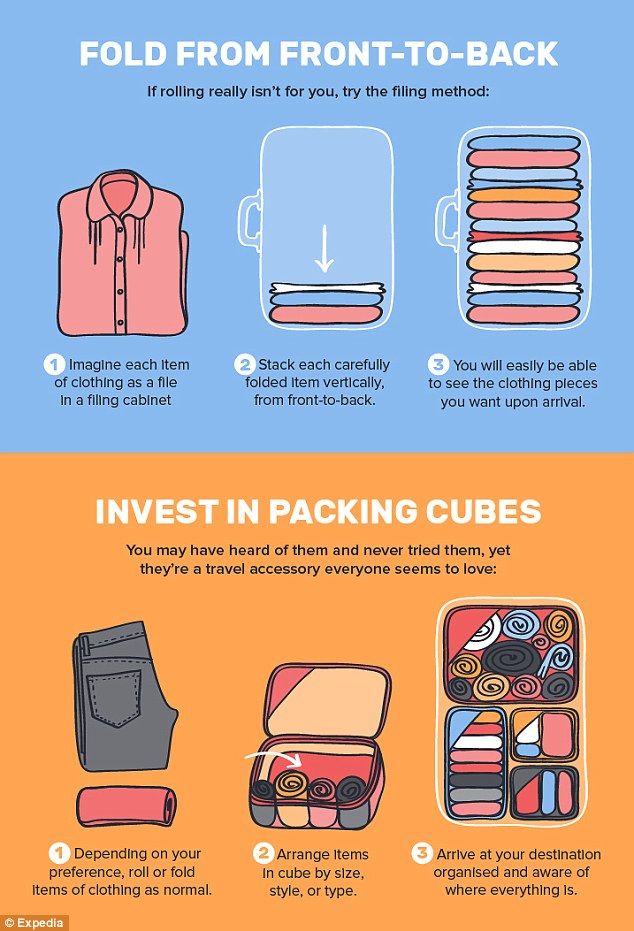 FOLD FROM FRONT-TO-BACK
If rolling really isn't for you, try the filing method:
1 Imagine each item
of clothing as a file
in a filing cabinet
2 Stack each carefully
folded item vertically,
from front-to-back.
3 You will easily be able
to see the clothing pieces
you want upon arrival.
INVEST IN PACKING CUBES
You may have heard of them and never tried them, yet
they're a travel accessory everyone seems to love:
1 Depending on your
preference, roll or fold
items of clothing as normal.
2 Arrange items
in cube by size,
style, or type.
3 Arrive at your destination
organised and aware of
where everything is.
© Expedia